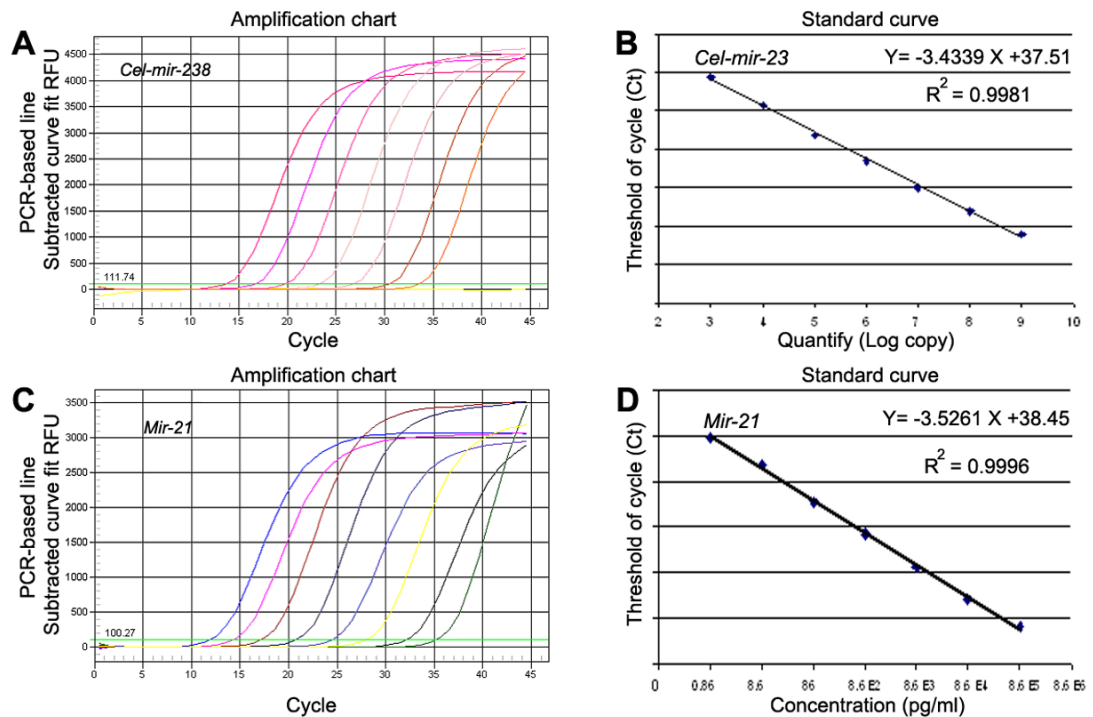 A
Amplification chart
Cel-mir-238
PCR-based line
Subtracted curve fit RFU
4500
4000
3500
3000
2500
2000
1500
1000
500
0
111.74
0 5 10 15 20 25 30 35 40 45
Cycle
B
Standard curve
Cel-mir-23
Y= -3.4339 X +37.51
R2 = 0.9981
Threshold of cycle (Ct)
2 3 4 5 6 7 8 9 10
Quantify (Log copy)
C
Amplification chart
Mir-21
PCR-based line
Subtracted curve fit RFU
3500
3000
2500
2000
1500
1000
500
0
100.27
0 5 10 15 20 25 30 35 40 45
Cycle
D
Standard curve
Mir-21
Y= -3.5261 X +38.45
R2 = 0.9996
Threshold of cycle (Ct)
0 0.86 8.6 86 8.6 E2 8.6 E3 8.6 E4 8.6 E5 8.6 E6
Concentration (pg/ml)